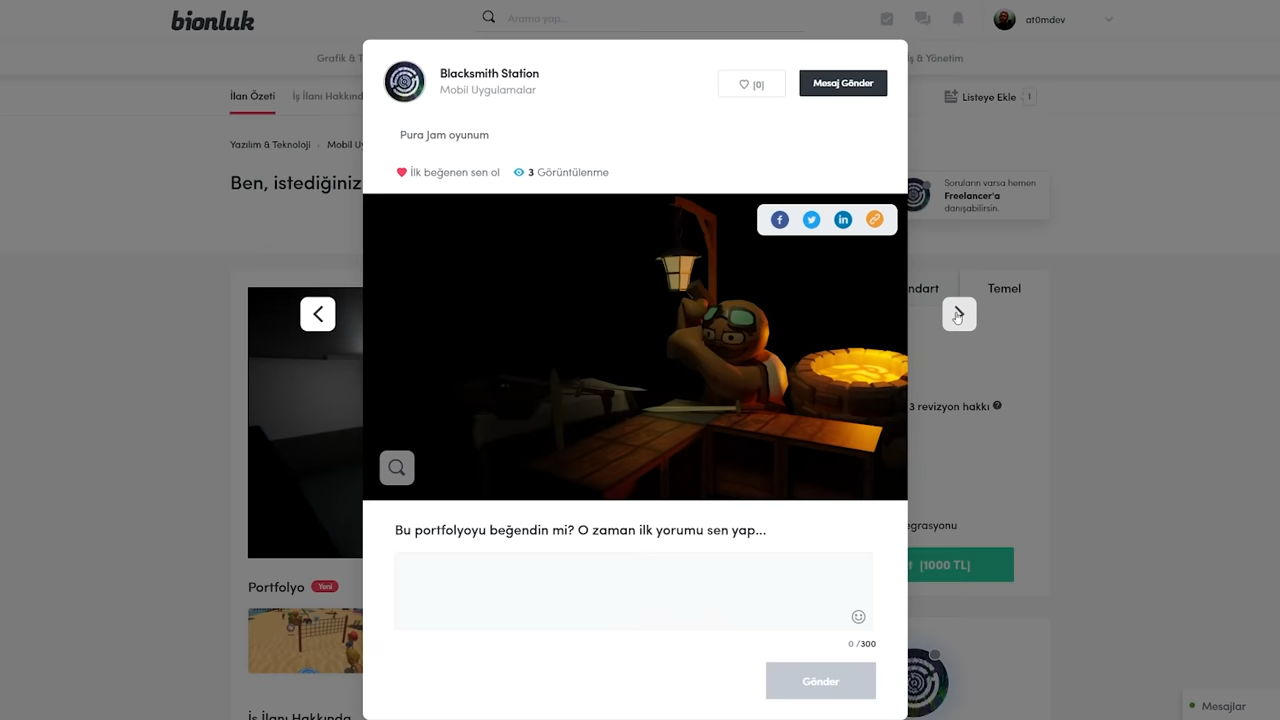 bionluk
Arama yap...
at0mdev
Grafik & T
ş & Yönetim
İlan Özeti
İş İlanı Hakkınd
Listeye Ekle 1
Yazılım & Teknoloji › Mobil Uy
Ben, istediğiniz
Soruların varsa hemen
Freelancer'a
danışabilirsin.
Blacksmith Station
Mobil Uygulamalar
[0]
Mesaj Gönder
Pura Jam oyunum
İlk beğenen sen ol
3 Görüntülenme
ndart
Temel
3 revizyon hakkı
egrasyonu
[1000 TL]
Bu portfolyoyu beğendin mi? O zaman ilk yorumu sen yap...
0 /300
Gönder
Portfolyo Yeni
İş İlanı Hakkında
Mesajlar